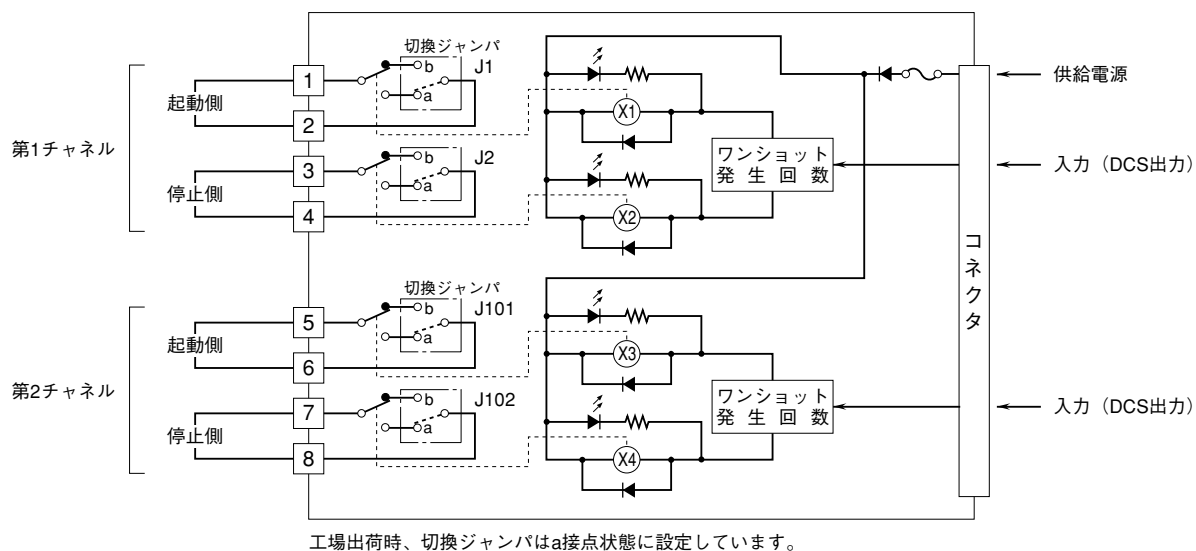 切換ジャンパ
b
J1
a
1
起動側
2
第1チャネル
b
J2
a
3
停止側
4
X1
X2
ワンショット
発生回数
供給電源
入力（DCS出力）
コネクタ
切換ジャンパ
b
J101
a
5
起動側
6
第2チャネル
b
J102
a
7
停止側
8
X3
X4
ワンショット
発生回数
入力（DCS出力）
工場出荷時、切換ジャンパはa接点状態に設定しています。